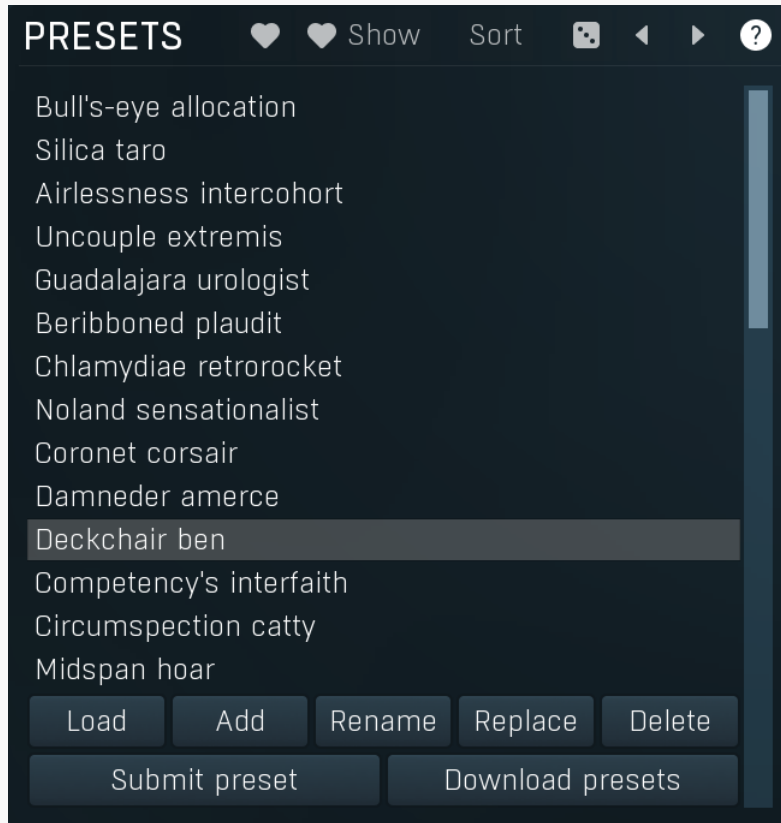 PRESETS Show Sort ?
Bull's-eye allocation
Silica taro
Airlessness intercohort
Uncouple extremis
Guadalajara urologist
Beribboned plaudit
Chlamydiae retrorocket
Noland sensationalist
Coronet corsair
Damneder amerce
Deckchair ben
Competency's interfaith
Circumspection catty
Midspan hoar
Load Add Rename Replace Delete
Submit preset Download presets